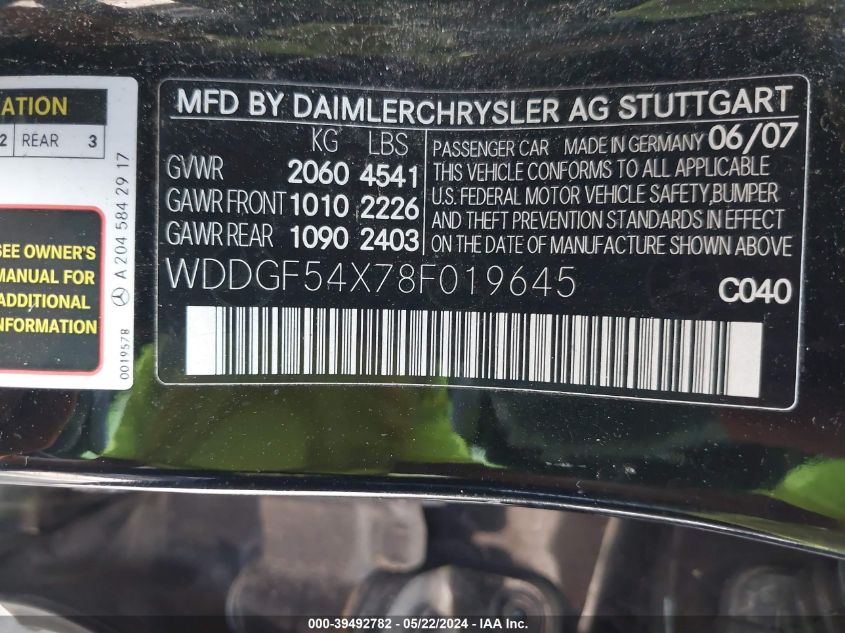 ATION
2 REAR 3
SEE OWNER'S
MANUAL FOR
ADDITIONAL
NFORMATION
A 204 584 29 17
0019578
MFD BY DAIMLERCHRYSLER AG STUTTGART
KG LBS
GVWR 2060 4541
GAWR FRONT 1010 2226
GAWR REAR 1090 2403
PASSENGER CAR MADE IN GERMANY 06/07
THIS VEHICLE CONFORMS TO ALL APPLICABLE
U.S. FEDERAL MOTOR VEHICLE SAFETY,BUMPER
AND THEFT PREVENTION STANDARDS IN EFFECT
ON THE DATE OF MANUFACTURING SHOWN ABOVE
WDDGF54X78F019645
C040
000-39492782 - 05/22/2024 - IAA Inc.